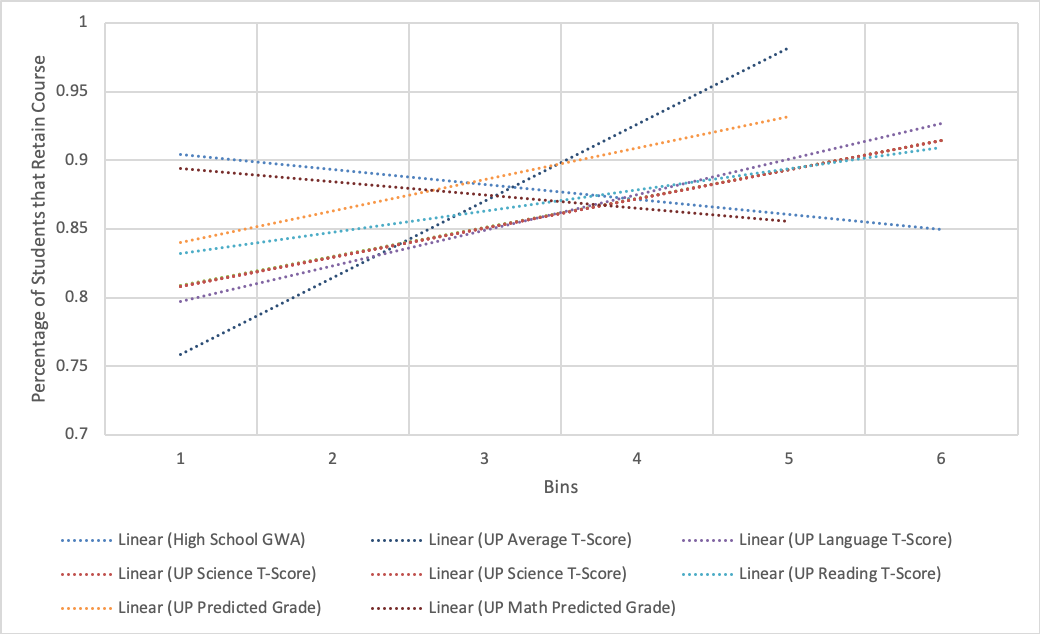 Percentage of Students that Retain Course
1
0.95
0.9
0.85
0.8
0.75
0.7
1 2 3 4 5 6
Bins
Linear (High School GWA) Linear (UP Average T-Score) Linear (UP Language T-Score)
Linear (UP Science T-Score) Linear (UP Science T-Score) Linear (UP Reading T-Score)
Linear (UP Predicted Grade) Linear (UP Math Predicted Grade)